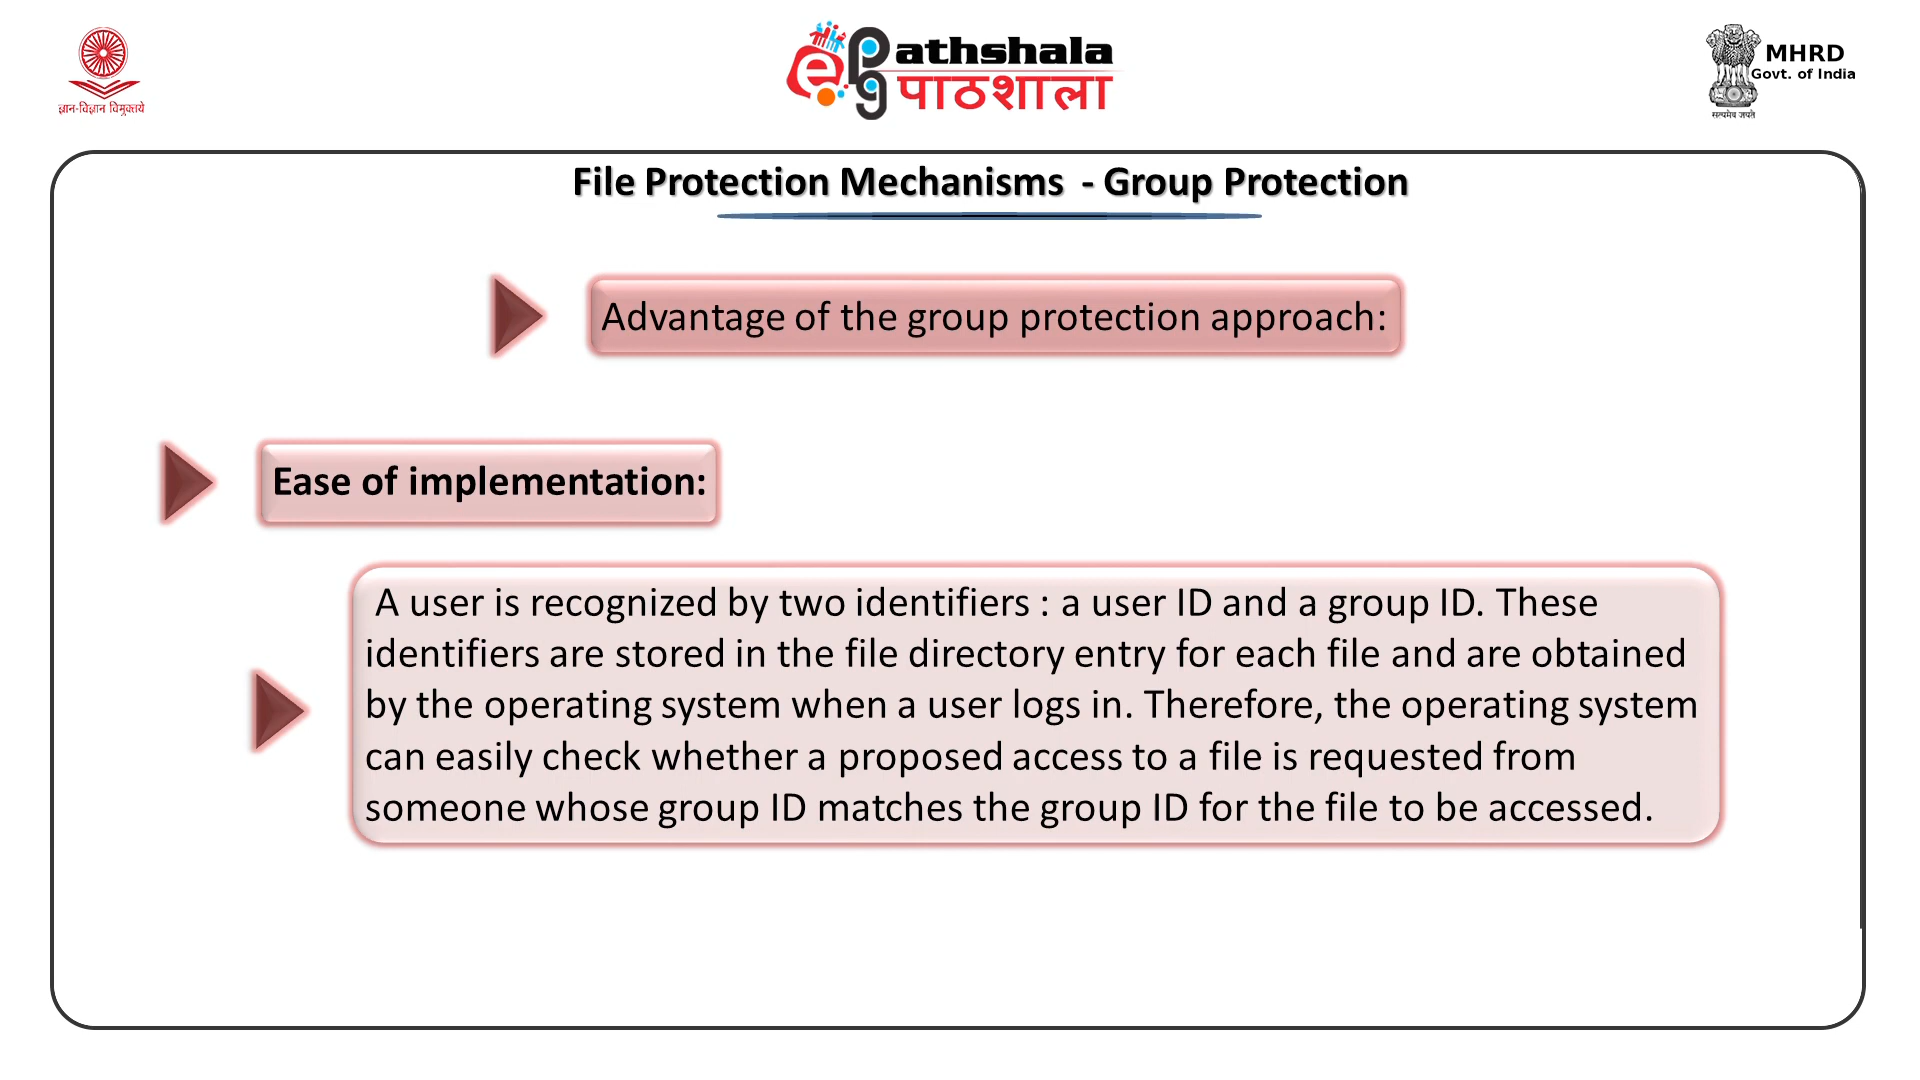 ज्ञान-विज्ञान विमुक्तये
ePathshala
पाठशाला
MHRD
Govt. of India
सत्यमेव जयते
File Protection Mechanisms - Group Protection
Advantage of the group protection approach:
Ease of implementation:
A user is recognized by two identifiers : a user ID and a group ID. These
identifiers are stored in the file directory entry for each file and are obtained
by the operating system when a user logs in. Therefore, the operating system
can easily check whether a proposed access to a file is requested from
someone whose group ID matches the group ID for the file to be accessed.